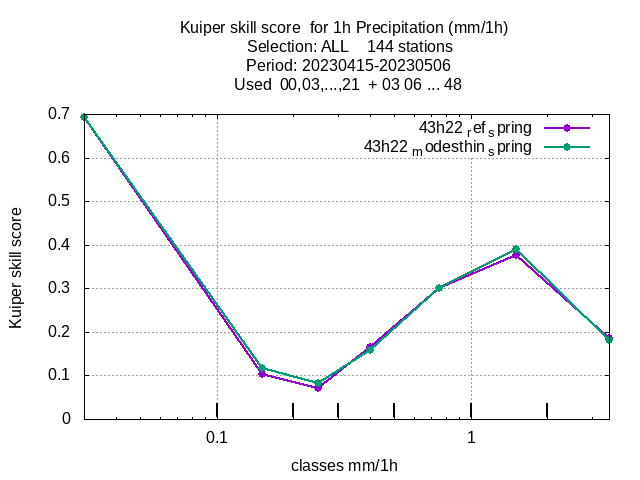 Kuiper skill score  for 1h Precipitation (mm/1h)
Selection: ALL    144 stations
Period: 20230415-20230506
Used  00,03,...,21  + 03 06 ... 48
43h22 ref spring
43h22 modesthin spring
Kuiper skill score
0.7
0.6
0.5
0.4
0.3
0.2
0.1
0
0.1
1
classes mm/1h